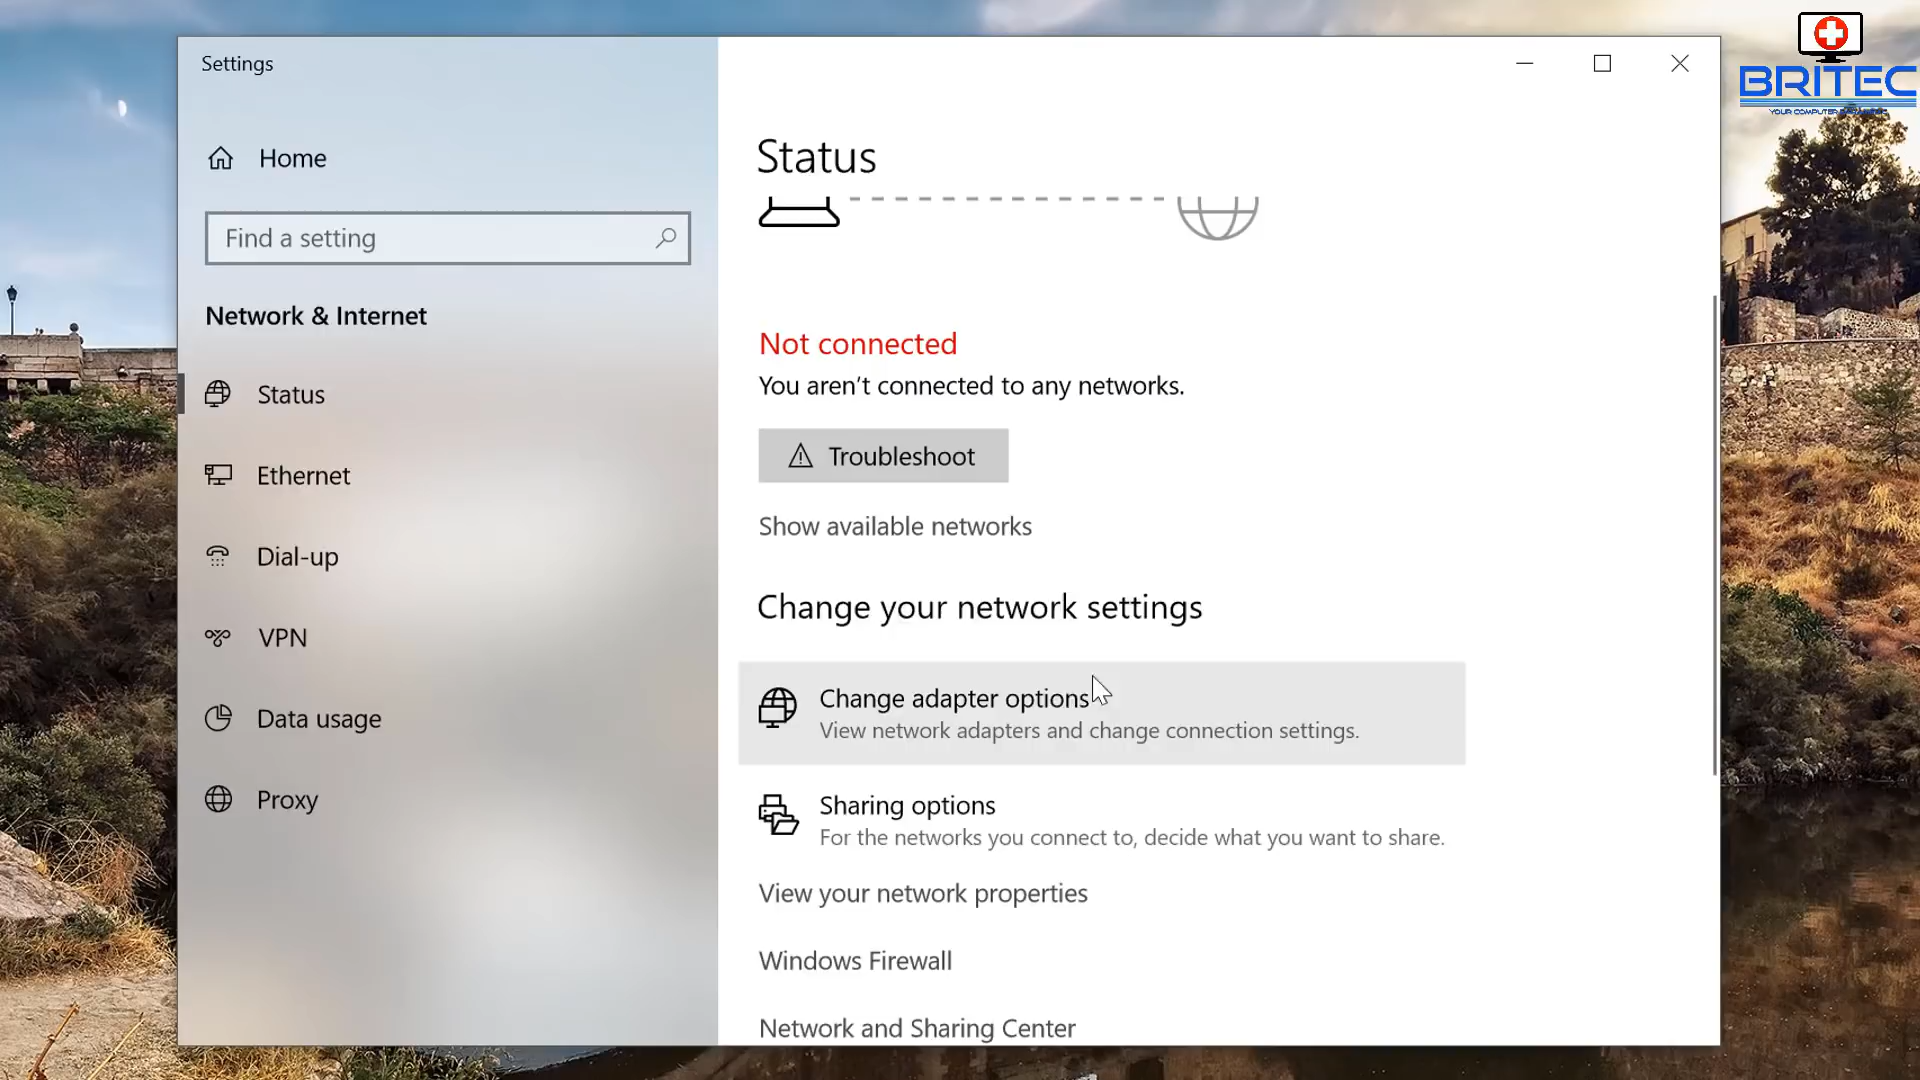 BRITEC
Settings
Home
Find a setting
Network & Internet
Status
Ethernet
Dial-up
VPN
Data usage
Proxy
Status
Not connected
You aren't connected to any networks.
Troubleshoot
Show available networks
Change your network settings
Change adapter options
View network adapters and change connection settings.
Sharing options
For the networks you connect to, decide what you want to share.
View your network properties
Windows Firewall
Network and Sharing Center